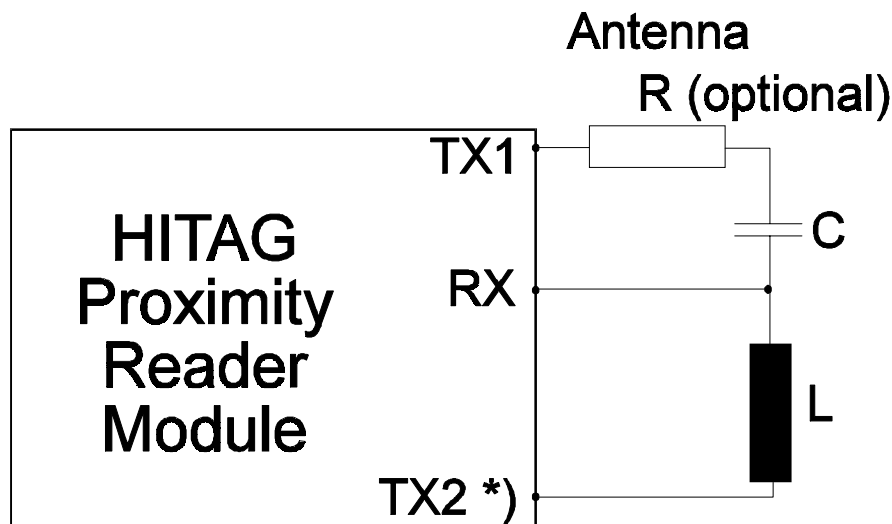 Antenna
R (optional)
TX1
C
HITAG
Proximity
Reader
Module
RX
L
TX2 *)